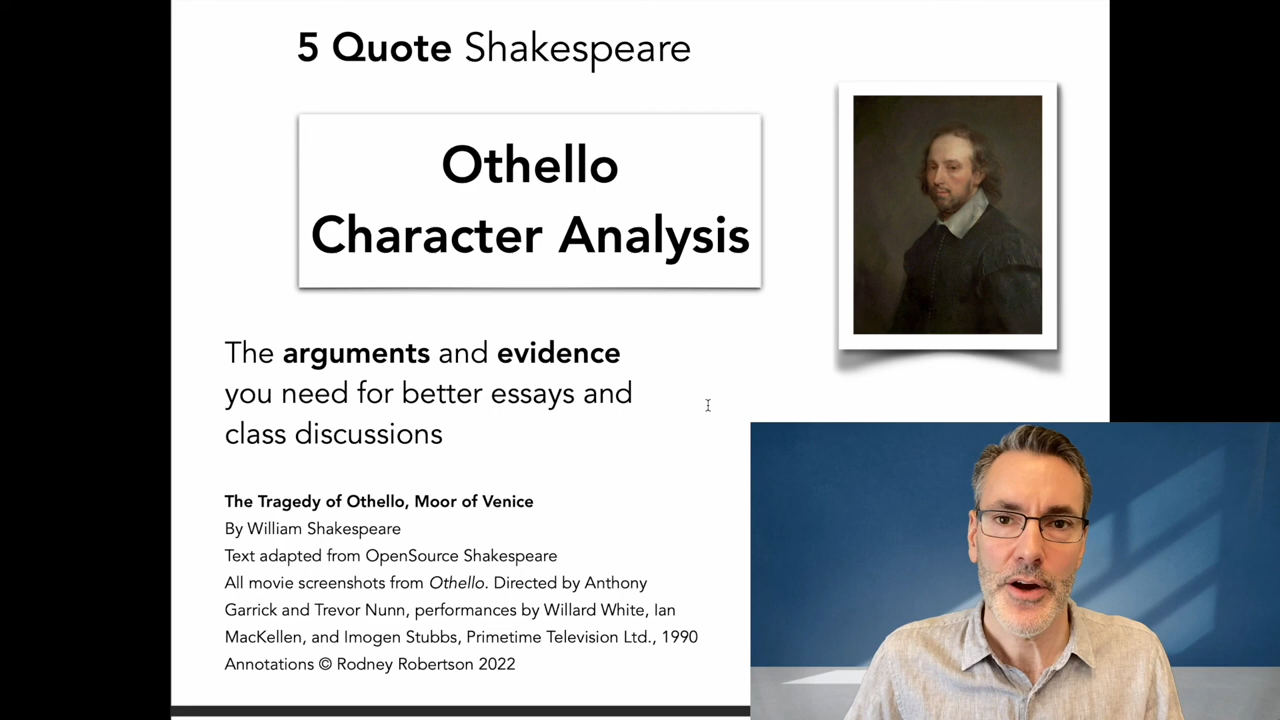 5 Quote Shakespeare
Othello
Character Analysis
The arguments and evidence
you need for better essays and
class discussions
The Tragedy of Othello, Moor of Venice
By William Shakespeare
Text adapted from OpenSource Shakespeare
All movie screenshots from Othello. Directed by Anthony
Garrick and Trevor Nunn, performances by Willard White, Ian
MacKellen, and Imogen Stubbs, Primetime Television Ltd., 1990
Annotations © Rodney Robertson 2022